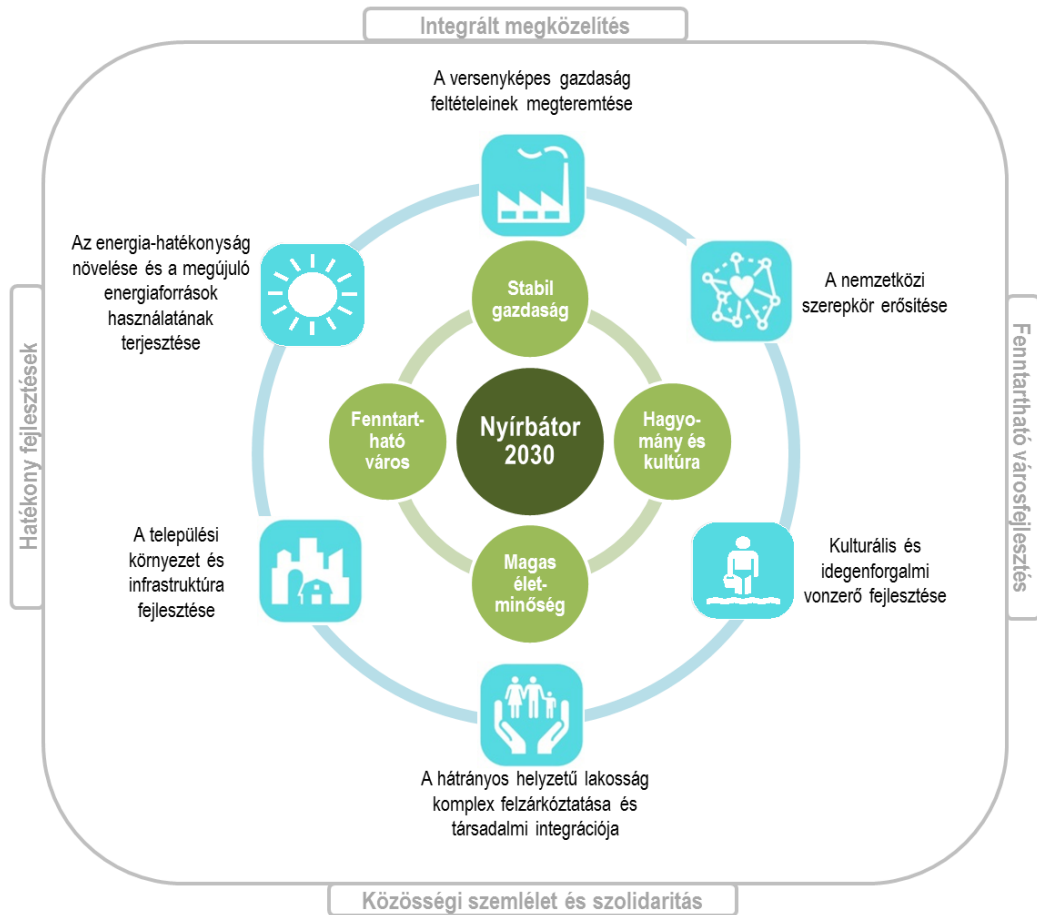 Integrált megközelítés
A versenyképes gazdaság
feltételeinek megteremtése
Az energia-hatékonyság
növelése és a megújuló
energiaforrások
használatának
terjesztése
Stabil
gazdaság
A nemzetközi
szerepkör erősítése
Hatékony fejlesztések
Fenntart-
ható
város
Nyírbátor
2030
Hagyo-
mány és
kultúra
Fenntartható városfejlesztés
A települési
környezet és
infrastruktúra
fejlesztése
Magas
élet-
minőség
Kulturális és
idegenforgalmi
vonzerő fejlesztése
A hátrányos helyzetű lakosság
komplex felzárkóztatása és
társadalmi integrációja
Közösségi szemlélet és szolidaritás